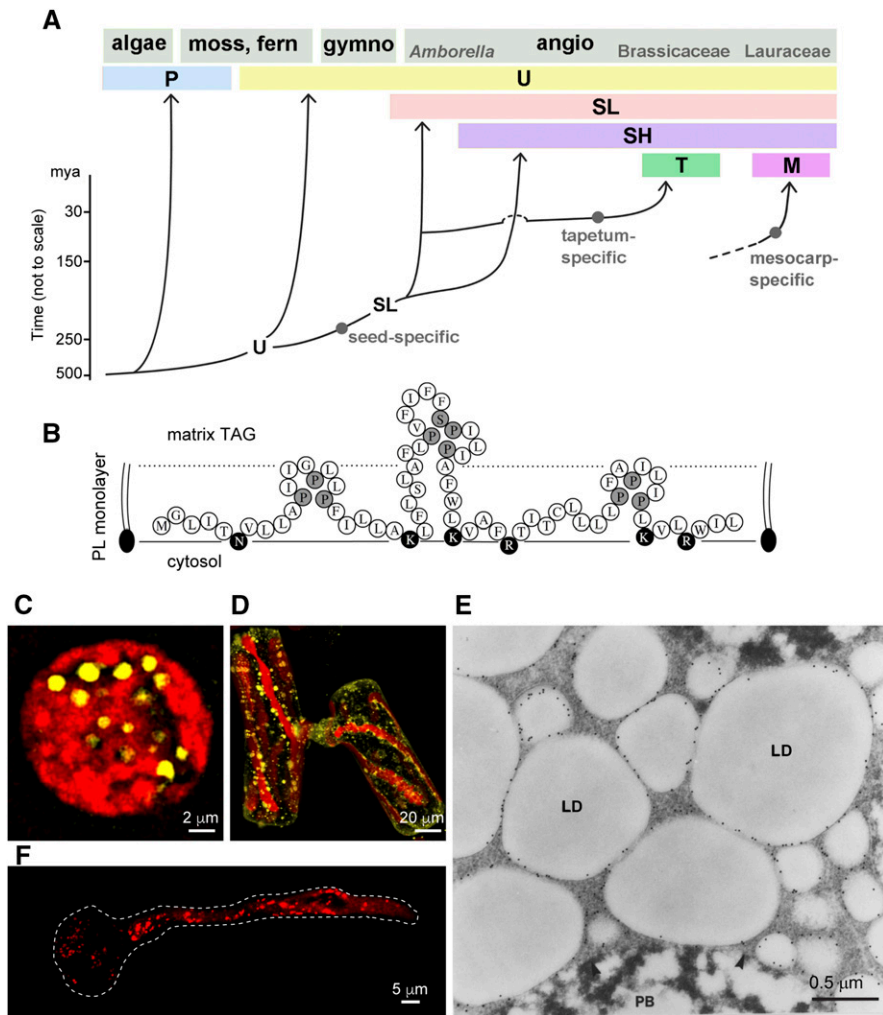 A
algae
moss, fern
gymno
angio
Amborella
Brassicaceae
Lauraceae
P
U
SL
SH
T
M
mya
30
150
250
500
Time (not to scale)
U
seed-specific
SL
tapetum-
specific
mesocarp-
specific
B
matrix TAG
PL monolayer
cytosol
M G L I T N V L L A P I I G P L L P F I L L A K L F L S L A F L P V F I F F S P I L I P A F W L K V A F R T I T C L L L P F A P I L I P L K V L R W I L
C
2 µm
D
20 µm
E
LD
LD
PB
0.5 µm
F
5 µm